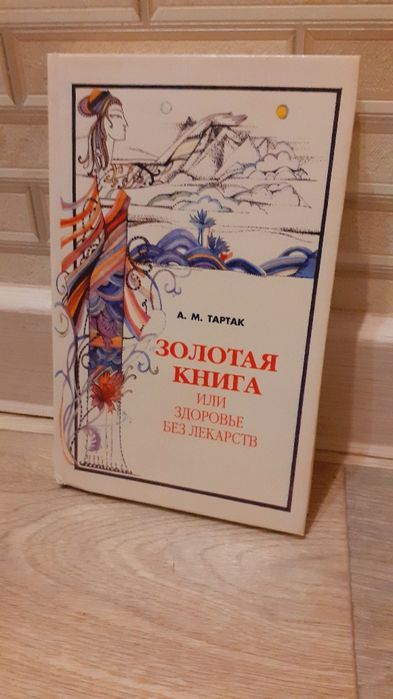 А. М. ТАРТАК
ЗОЛОТАЯ
КНИГА
ИЛИ
ЗДОРОВЬЕ
БЕЗ ЛЕКАРСТВ